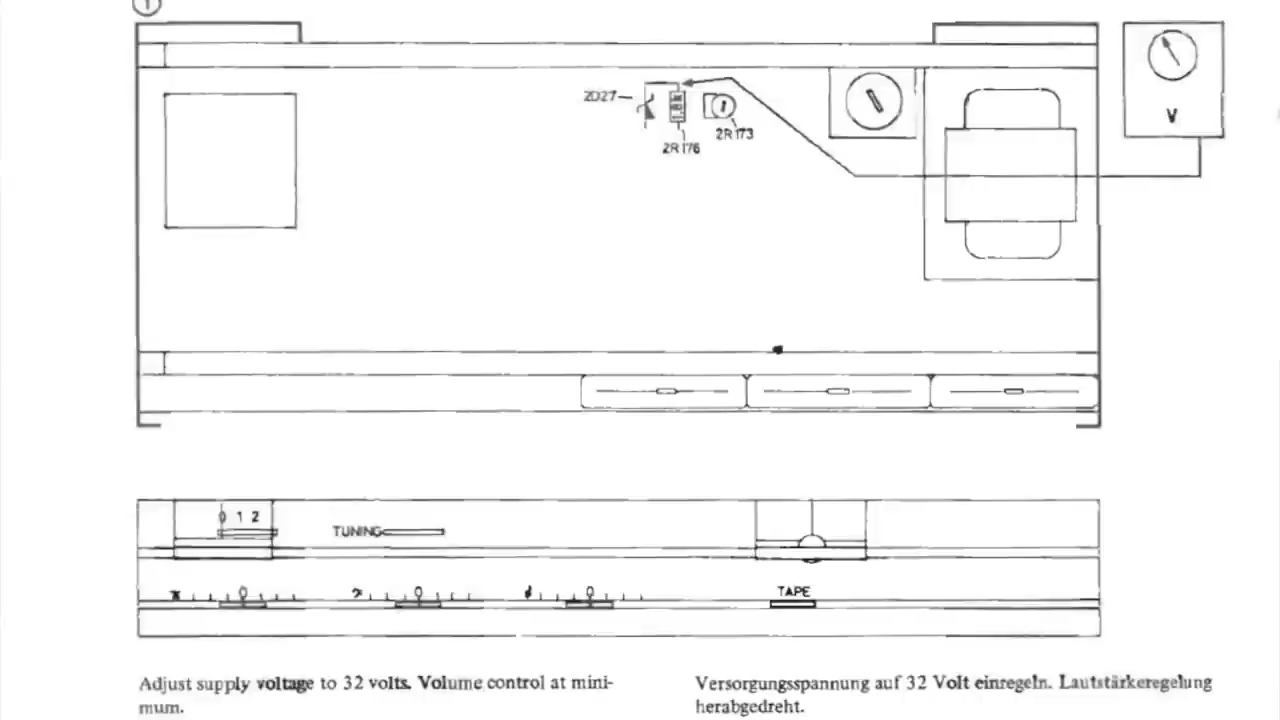 1
2D27
2R173
2R176
V
0 1 2
TUNING
0 0 0
TAPE
Adjust supply voltage to 32 volts. Volume control at mini-
mum.
Versorgungsspannung auf 32 Volt einregeln. Lautstärkeregelung
herabgedreht.